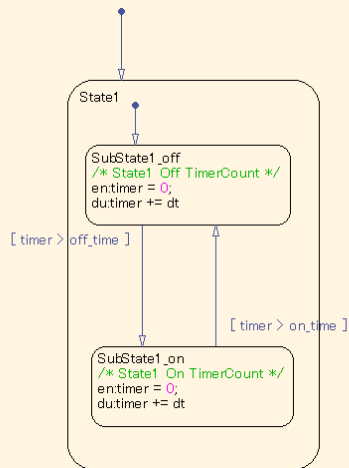 State1
SubState1_off
/* State1 Off TimerCount */
en:timer = 0;
du:timer += dt
[ timer > off_time ]
[ timer > on_time ]
SubState1_on
/* State1 On TimerCount */
en:timer = 0;
du:timer += dt